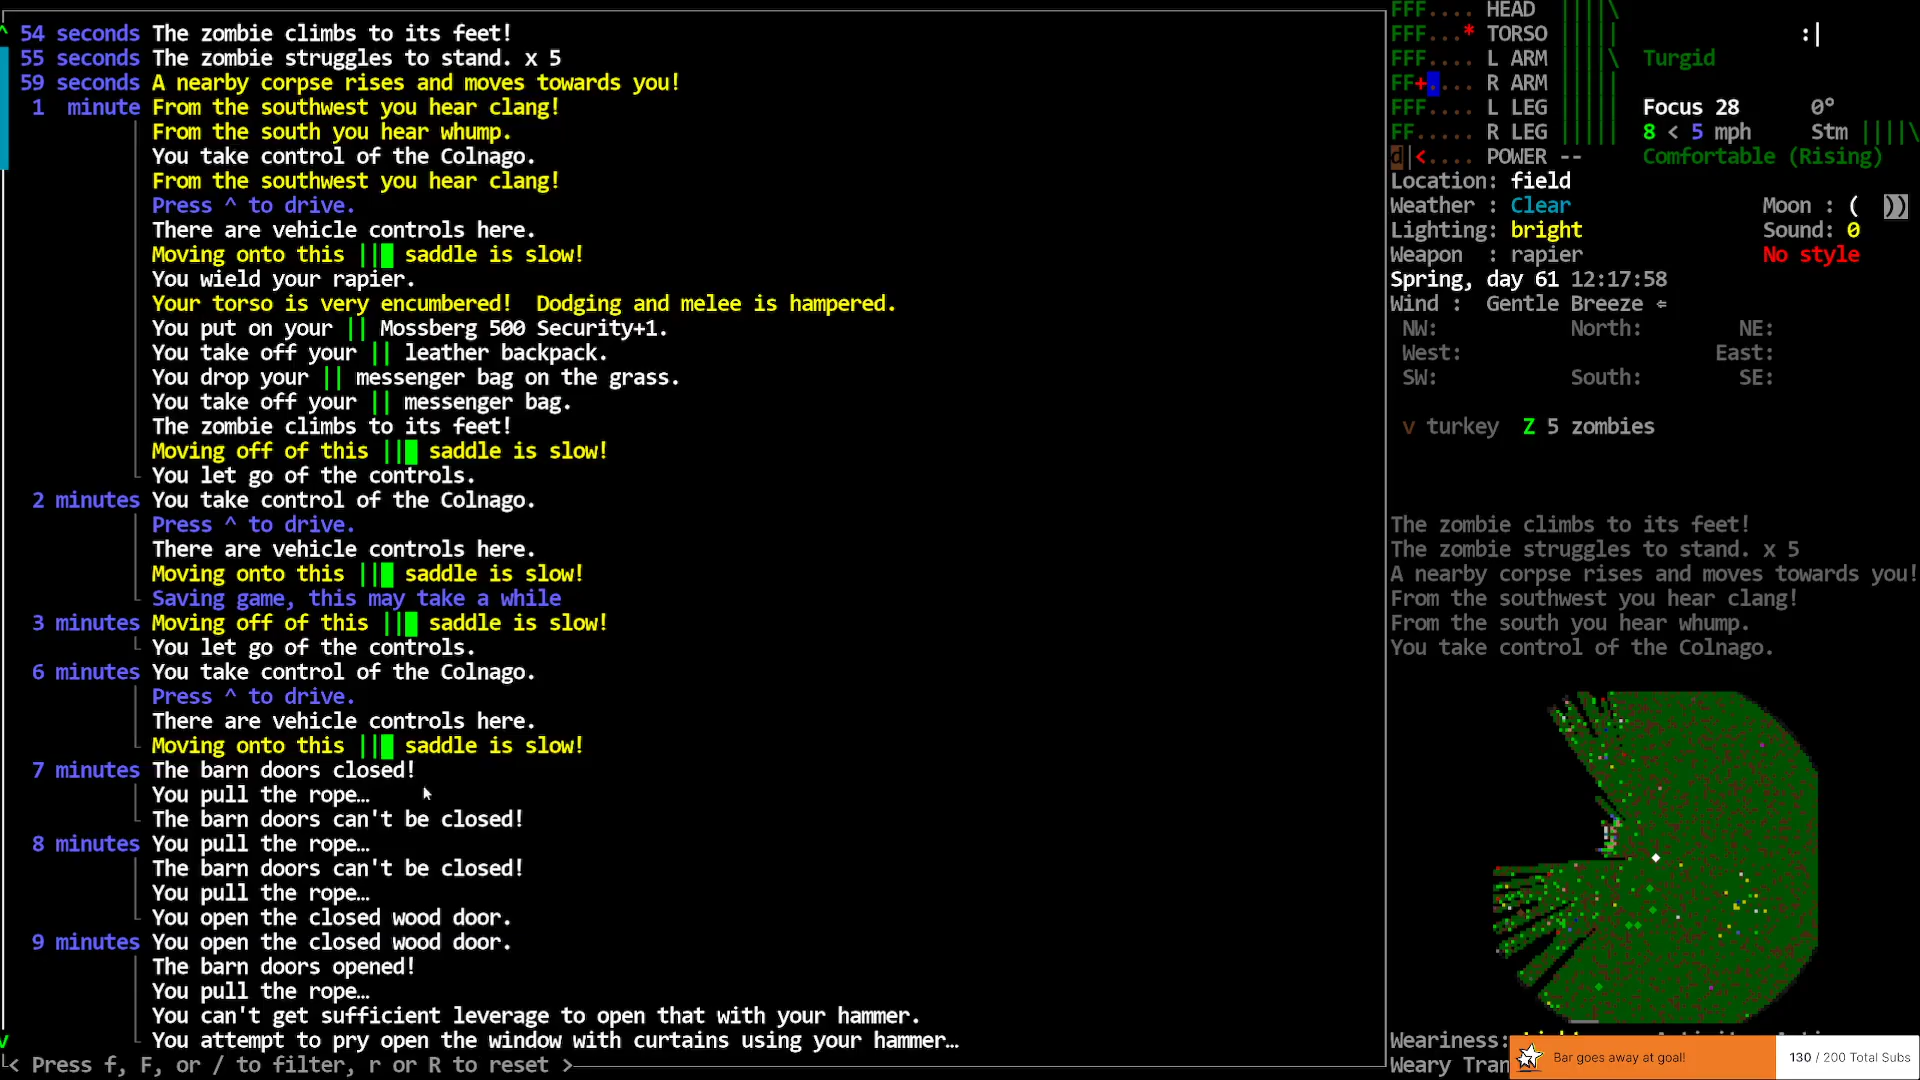 54 seconds The zombie climbs to its feet!
55 seconds The zombie struggles to stand. x 5
59 seconds A nearby corpse rises and moves towards you!
1 minute From the southwest you hear clang!
From the south you hear whump.
You take control of the Colnago.
From the southwest you hear clang!
Press ^ to drive.
There are vehicle controls here.
Moving onto this || saddle is slow!
You wield your rapier.
Your torso is very encumbered! Dodging and melee is hampered.
You put on your || Mossberg 500 Security+1.
You take off your || leather backpack.
You drop your || messenger bag on the grass.
You take off your || messenger bag.
The zombie climbs to its feet!
Moving off of this || saddle is slow!
You let go of the controls.
2 minutes You take control of the Colnago.
Press ^ to drive.
There are vehicle controls here.
Moving onto this || saddle is slow!
Saving game, this may take a while
3 minutes Moving off of this || saddle is slow!
You let go of the controls.
6 minutes You take control of the Colnago.
Press ^ to drive.
There are vehicle controls here.
Moving onto this || saddle is slow!
7 minutes The barn doors closed!
You pull the rope…
The barn doors can't be closed!
8 minutes You pull the rope…
The barn doors can't be closed!
You pull the rope…
You open the closed wood door.
9 minutes You open the closed wood door.
The barn doors opened!
You pull the rope…
You can't get sufficient leverage to open that with your hammer.
You attempt to pry open the window with curtains using your hammer…
< Press f, F, or / to filter, r or R to reset >
FFF.... HEAD ||||\
FFF...* TORSO ||||| :|
FFF.... L ARM ||||\ Turgid
FF+.... R ARM |||||
FFF.... L LEG ||||| Focus 28 0°
FF..... R LEG ||||| 8 < 5 mph Stm ||||\
d|<.... POWER -- Comfortable (Rising)
Location: field
Weather : Clear Moon : ( ))
Lighting: bright Sound: 0
Weapon : rapier No style
Spring, day 61 12:17:58
Wind : Gentle Breeze ⇐
NW: North: NE:
West: East:
SW: South: SE:
v turkey Z 5 zombies
The zombie climbs to its feet!
The zombie struggles to stand. x 5
A nearby corpse rises and moves towards you!
From the southwest you hear clang!
From the south you hear whump.
You take control of the Colnago.
Weariness:
Weary Tran
Bar goes away at goal! 130 / 200 Total Subs